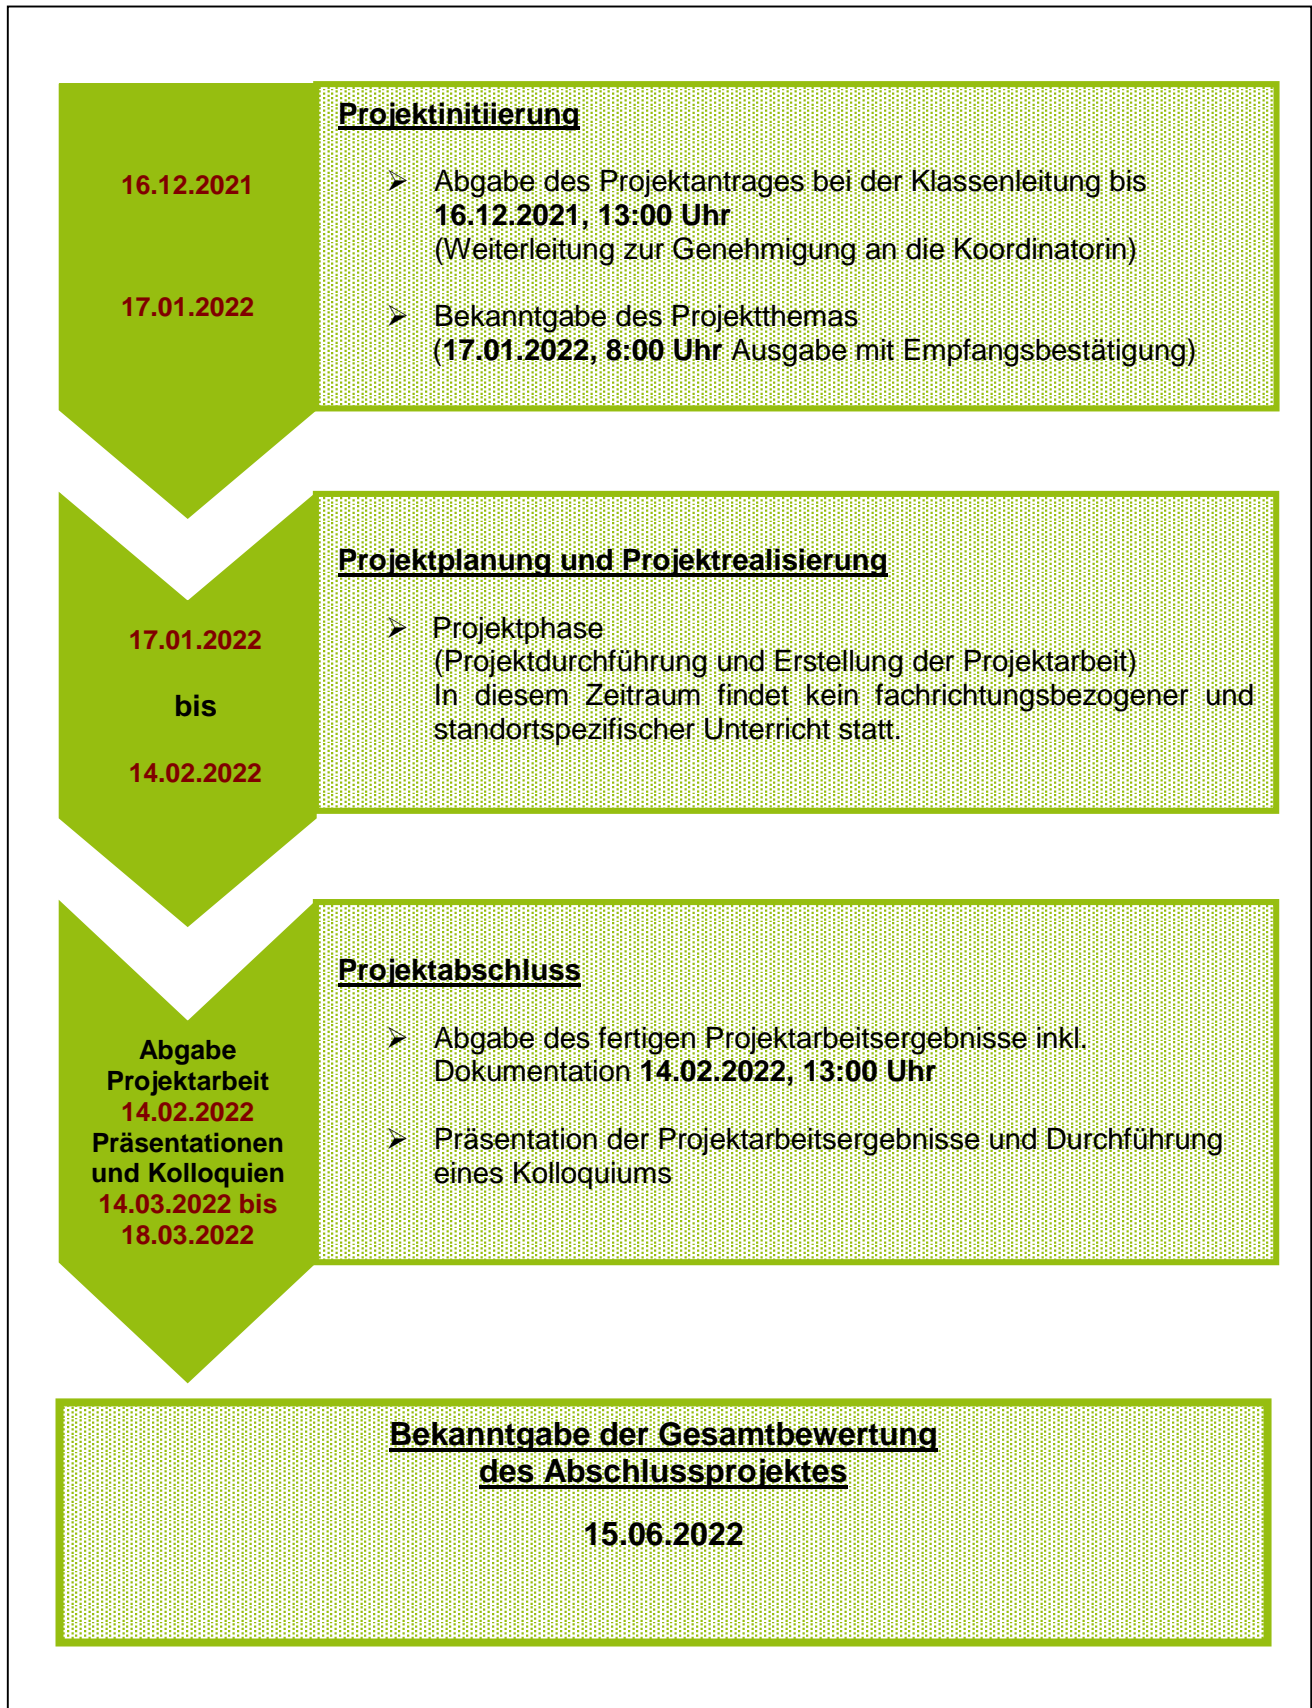 16.12.2021
17.01.2022
Projektinitiierung
➢ Abgabe des Projektantrages bei der Klassenleitung bis
16.12.2021, 13:00 Uhr
(Weiterleitung zur Genehmigung an die Koordinatorin)
➢ Bekanntgabe des Projektthemas
(17.01.2022, 8:00 Uhr Ausgabe mit Empfangsbestätigung)
17.01.2022
bis
14.02.2022
Projektplanung und Projektrealisierung
➢ Projektphase
(Projektdurchführung und Erstellung der Projektarbeit)
In diesem Zeitraum findet kein fachrichtungsbezogener und
standortspezifischer Unterricht statt.
Abgabe
Projektarbeit
14.02.2022
Präsentationen
und Kolloquien
14.03.2022 bis
18.03.2022
Projektabschluss
➢ Abgabe des fertigen Projektarbeitsergebnisse inkl.
Dokumentation 14.02.2022, 13:00 Uhr
➢ Präsentation der Projektarbeitsergebnisse und Durchführung
eines Kolloquiums
Bekanntgabe der Gesamtbewertung
des Abschlussprojektes
15.06.2022